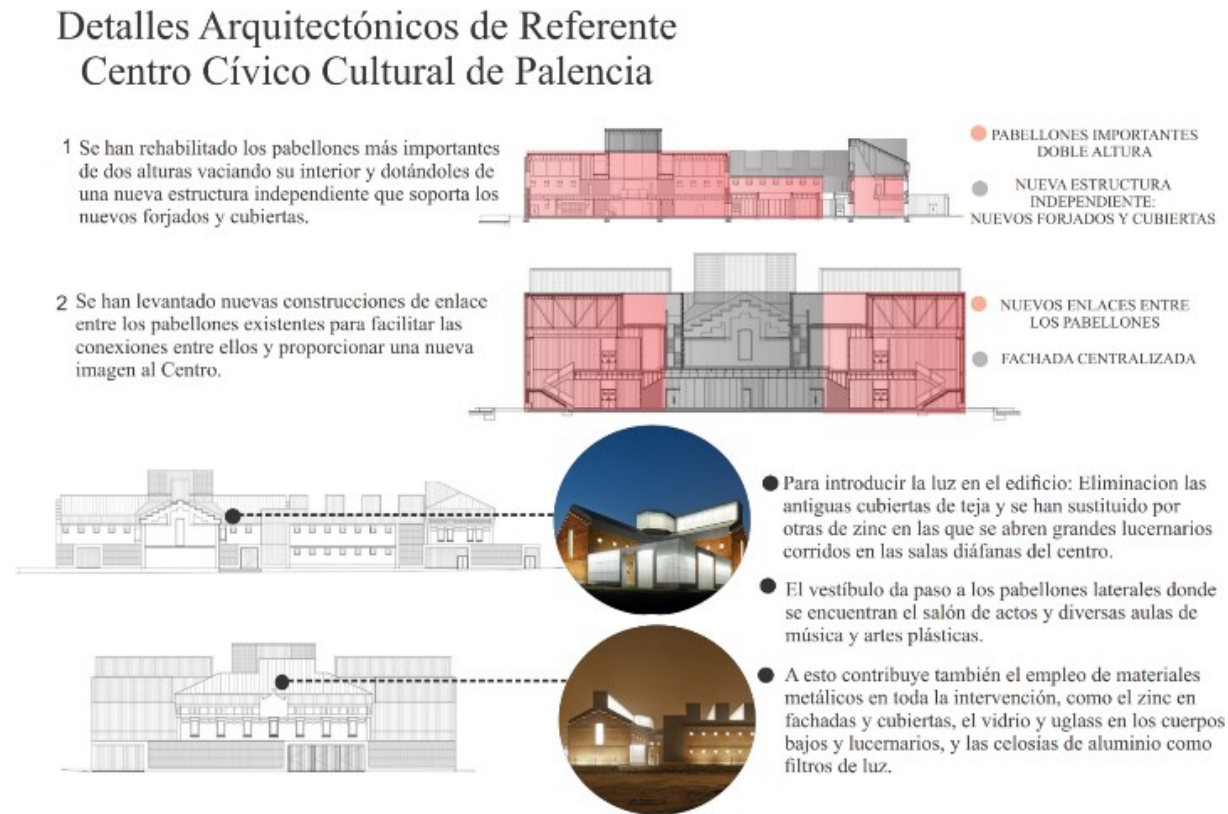 Detalles Arquitectónicos de Referente
Centro Cívico Cultural de Palencia
1 Se han rehabilitado los pabellones más importantes
de dos alturas vaciando su interior y dotándoles de
una nueva estructura independiente que soporta los
nuevos forjados y cubiertas.
PABELLONES IMPORTANTES
DOBLE ALTURA
NUEVA ESTRUCTURA
INDEPENDIENTE:
NUEVOS FORJADOS Y CUBIERTAS
2 Se han levantado nuevas construcciones de enlace
entre los pabellones existentes para facilitar las
conexiones entre ellos y proporcionar una nueva
imagen al Centro.
NUEVOS ENLACES ENTRE
LOS PABELLONES
FACHADA CENTRALIZADA
Para introducir la luz en el edificio: Eliminacion las
antiguas cubiertas de teja y se han sustituido por
otras de zinc en las que se abren grandes lucernarios
corridos en las salas diáfanas del centro.
El vestíbulo da paso a los pabellones laterales donde
se encuentran el salón de actos y diversas aulas de
música y artes plásticas.
A esto contribuye también el empleo de materiales
metálicos en toda la intervención, como el zinc en
fachadas y cubiertas, el vidrio y uglass en los cuerpos
bajos y lucernarios, y las celosías de aluminio como
filtros de luz.